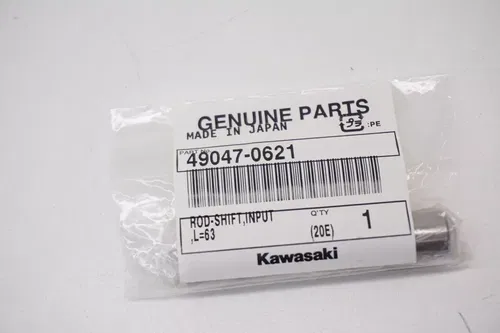 GENUINE PARTS
MADE IN JAPAN
プラ :PE
PART NO.
49047-0621
ROD-SHIFT,INPUT Q'TY 1
,L=63 (20E)
Kawasaki